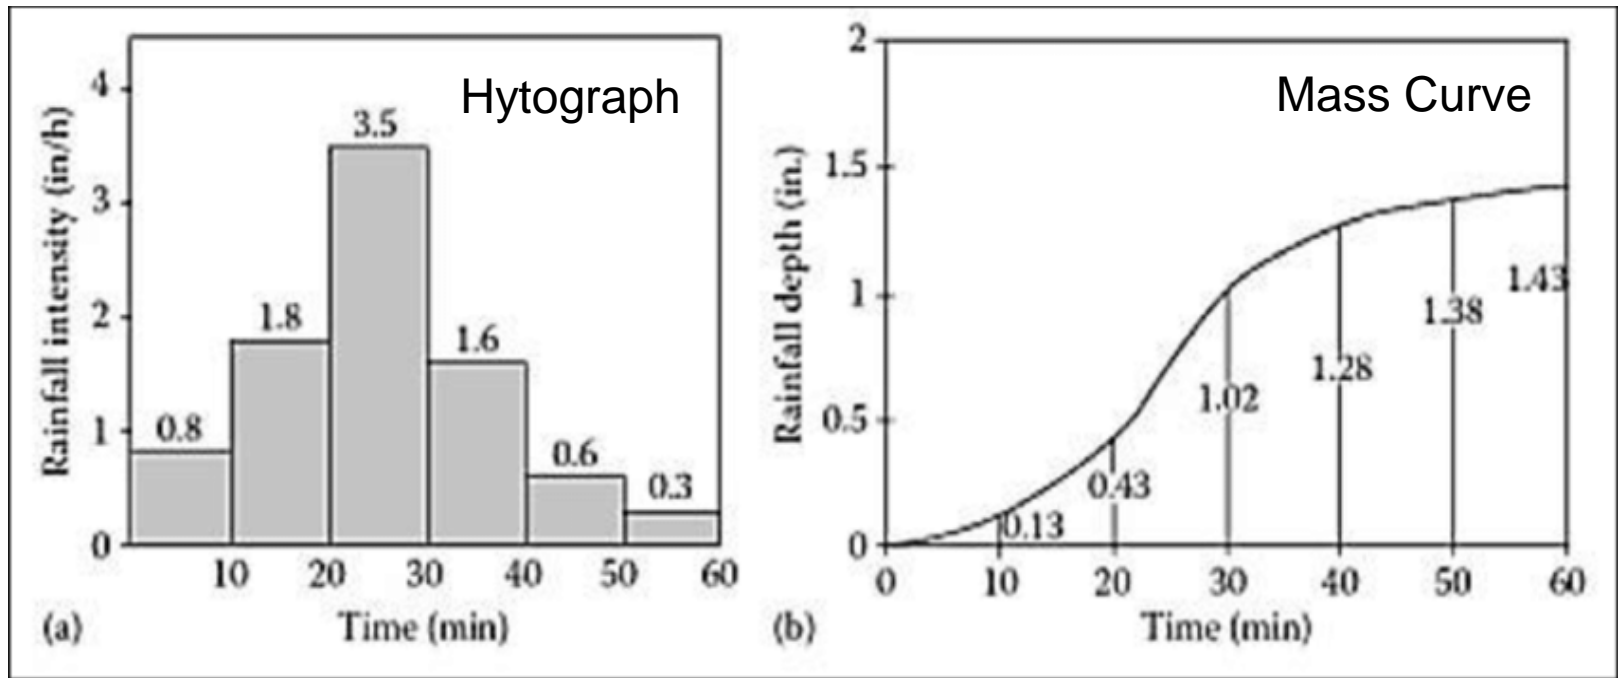 Hytograph
Rainfall intensity (in/h)
4
3
2
1
0
0.8
1.8
3.5
1.6
0.6
0.3
10 20 30 40 50 60
(a)
Time (min)
Mass Curve
Rainfall depth (in.)
2
1.5
1
0.5
0
0.13
0.43
1.02
1.28
1.38
1.43
0 10 20 30 40 50 60
(b)
Time (min)